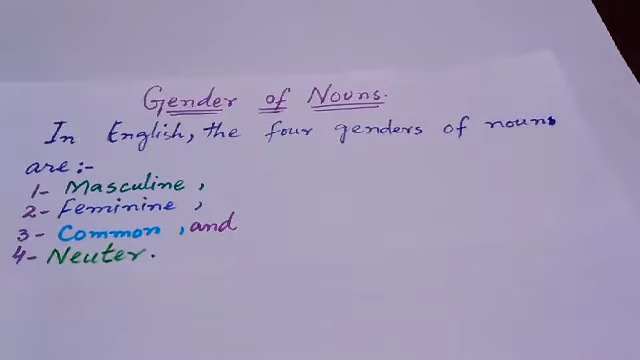 Gender of Nouns.
In English, the four genders of nouns
are:-
1- Masculine,
2- Feminine,
3- Common, and
4- Neuter.